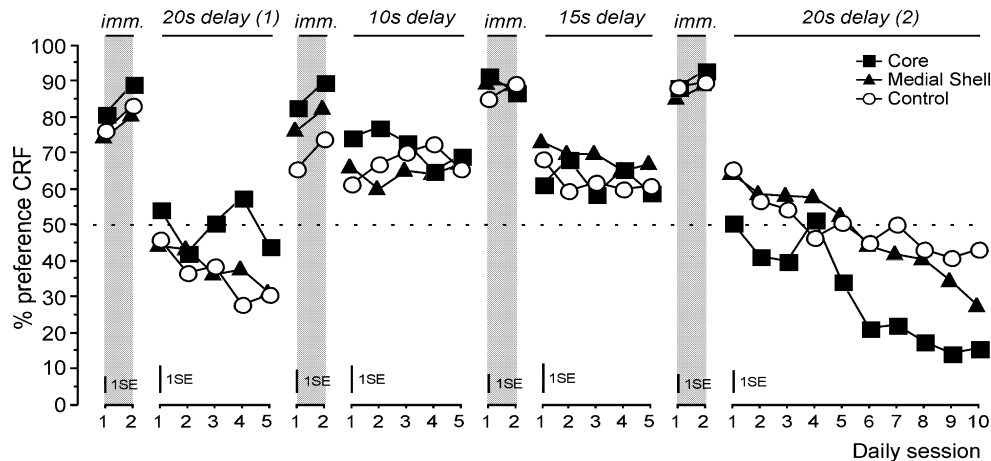 imm. 20s delay (1) imm. 10s delay imm. 15s delay imm. 20s delay (2)
100
90
80
70
60
50
40
30
20
10
0
% preference CRF
Core
Medial Shell
Control
1SE 1SE 1SE 1SE 1SE 1SE 1SE 1SE
1 2 1 2 3 4 5 1 2 1 2 3 4 5 1 2 1 2 3 4 5 1 2 1 2 3 4 5 6 7 8 9 10
Daily session